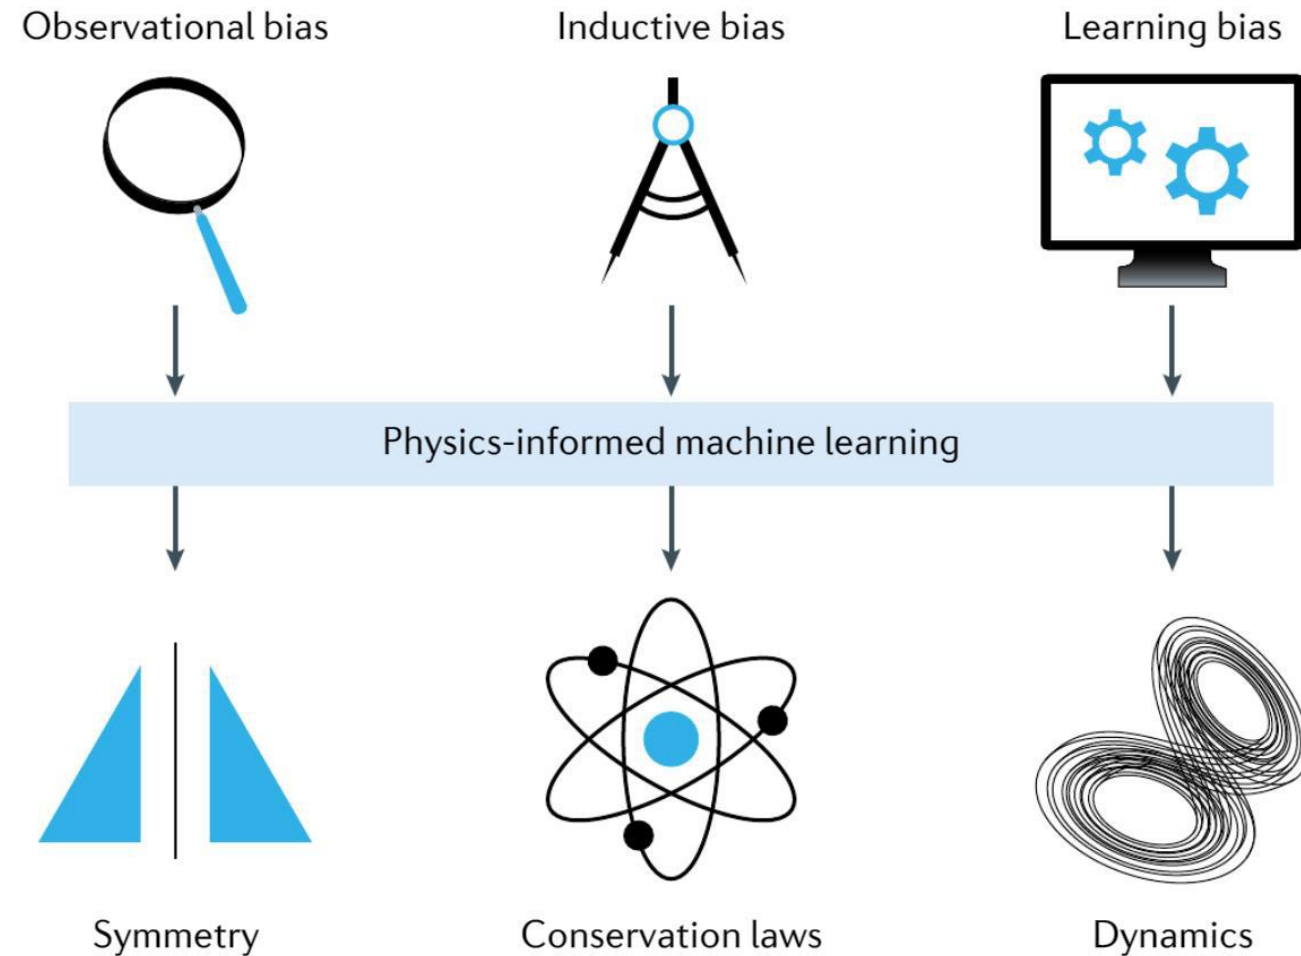 Observational bias
Inductive bias
Learning bias
Physics-informed machine learning
Symmetry
Conservation laws
Dynamics